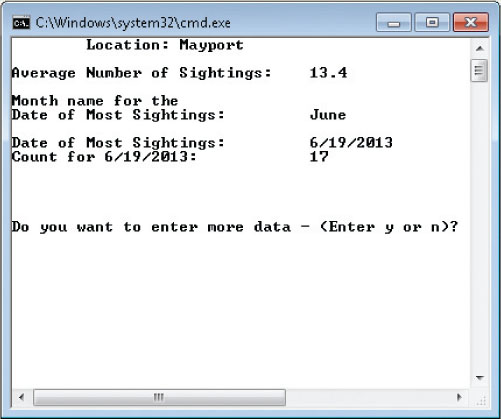 C:\Windows\system32\cmd.exe
Location: Mayport
Average Number of Sightings: 13.4
Month name for the
Date of Most Sightings: June
Date of Most Sightings: 6/19/2013
Count for 6/19/2013: 17
Do you want to enter more data - (Enter y or n)?